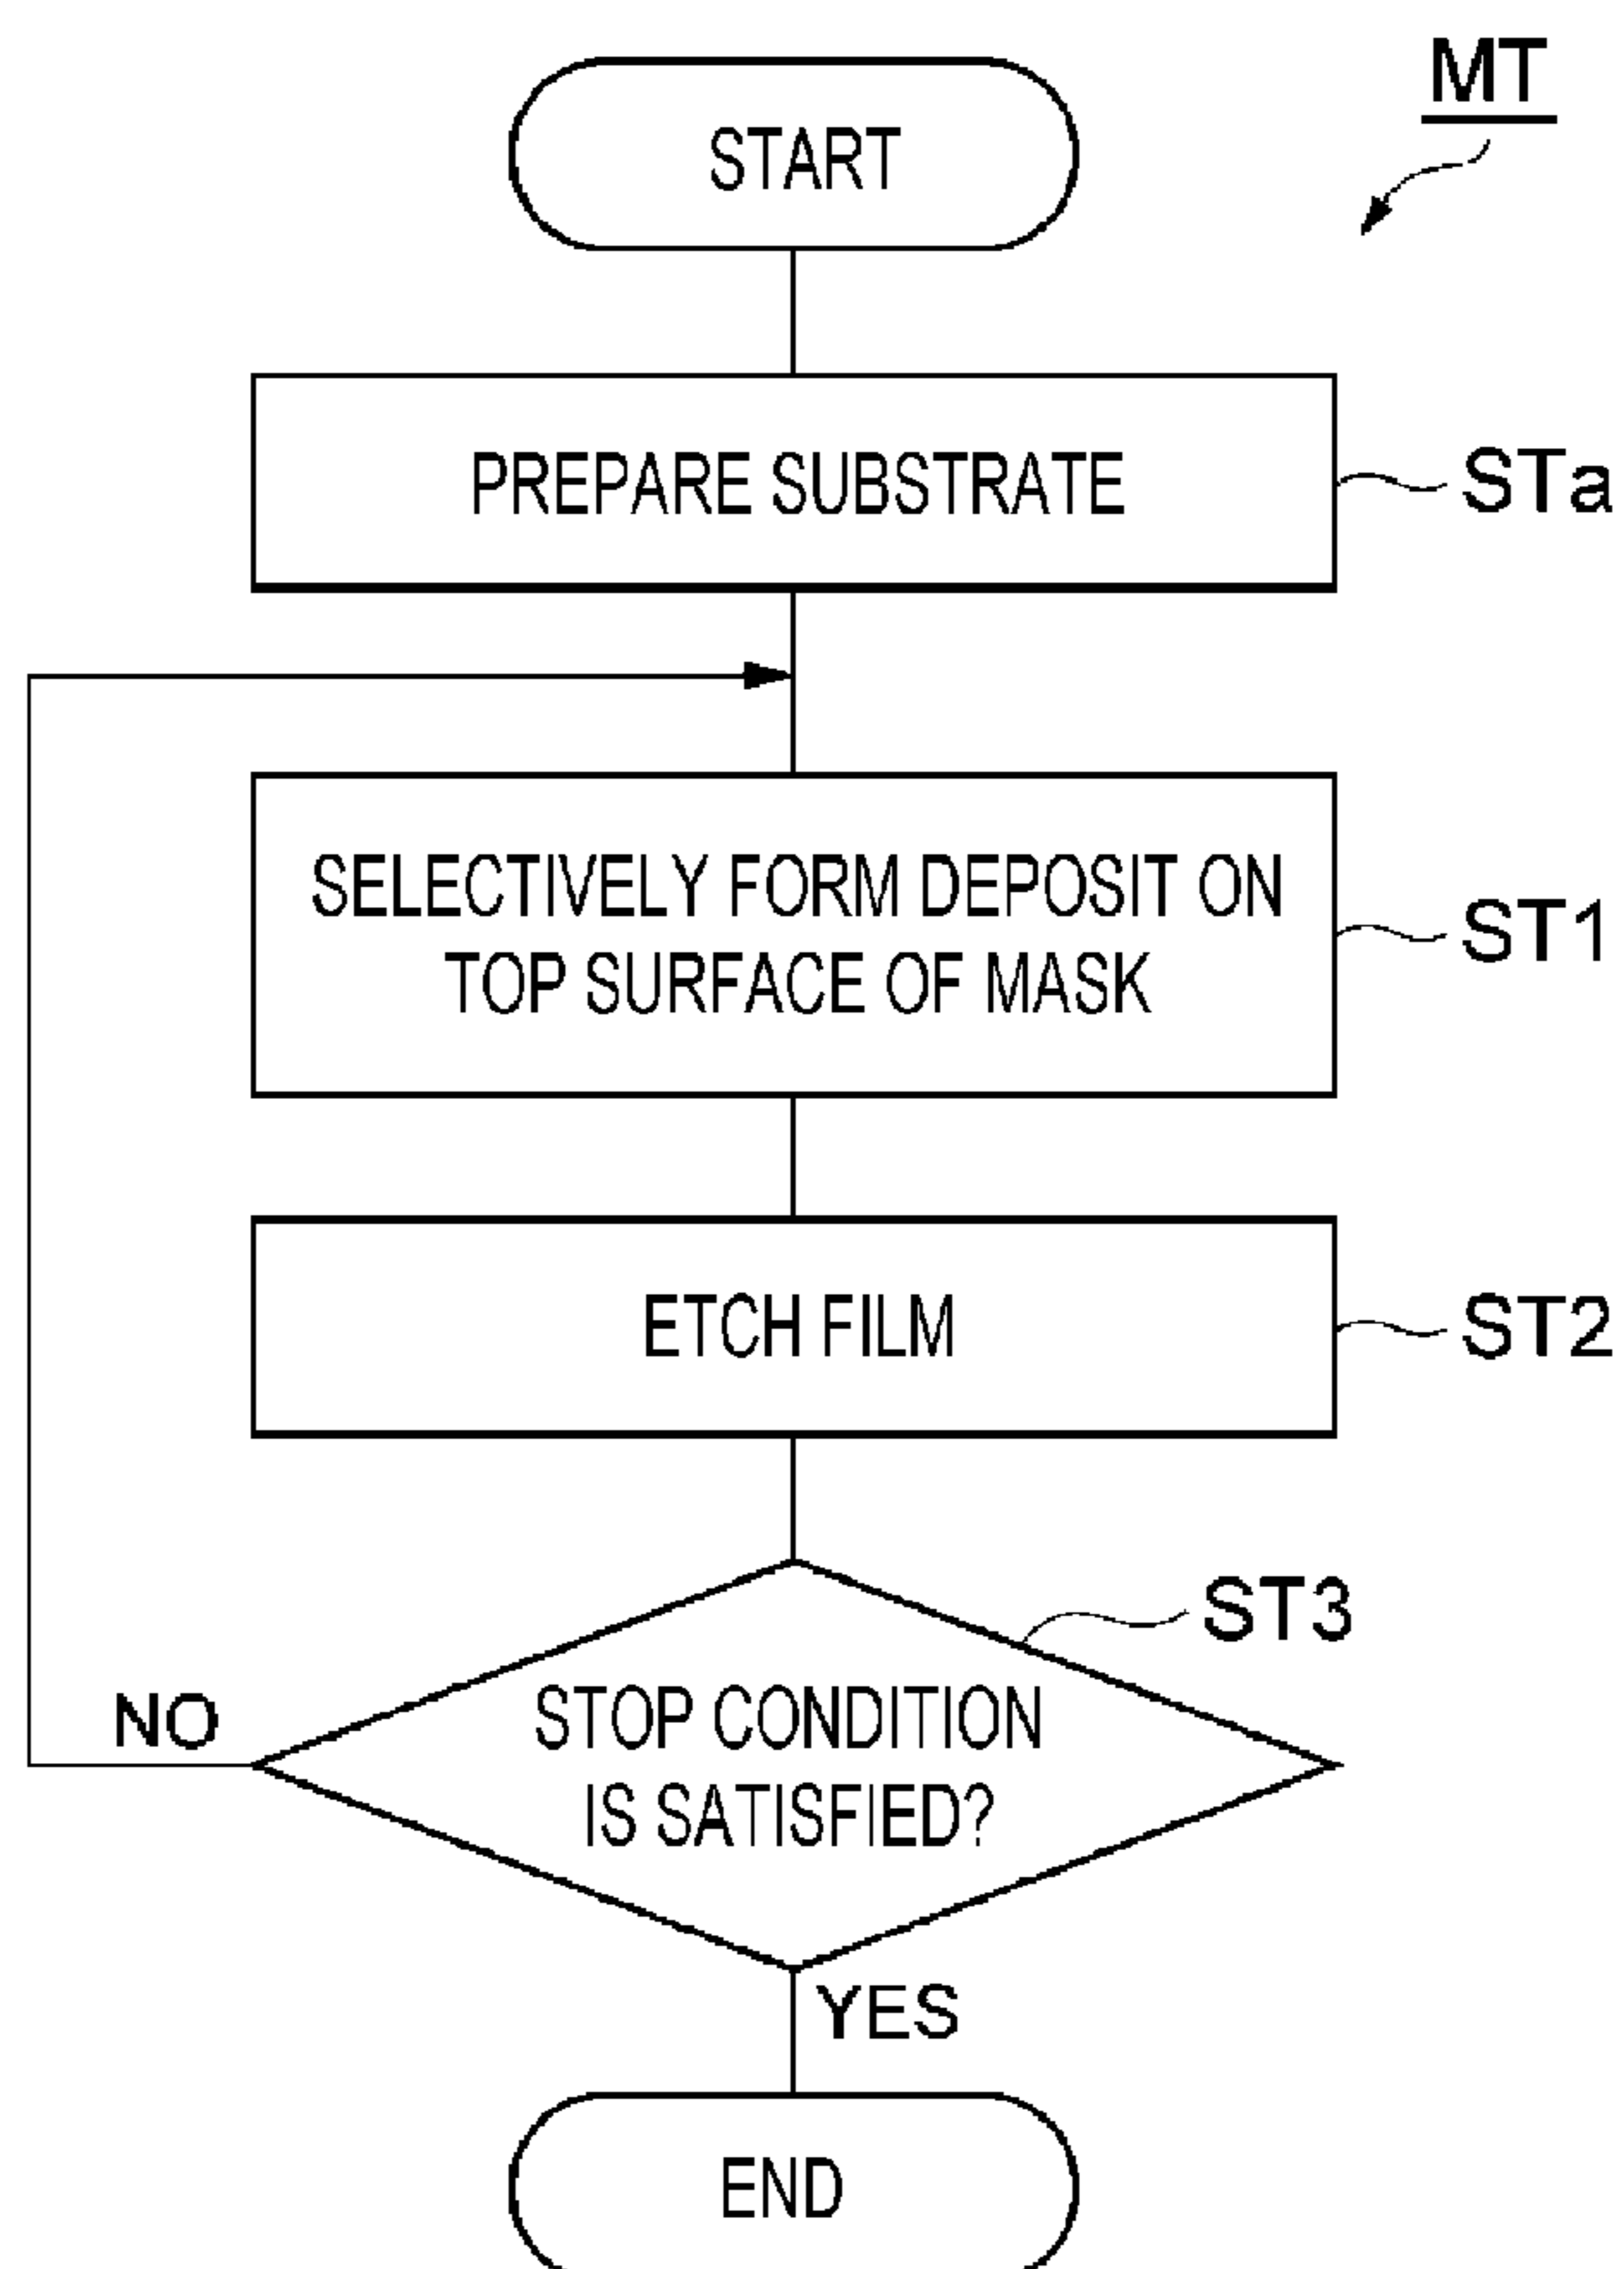 MT
START
PREPARE SUBSTRATE
STa
SELECTIVELY FORM DEPOSIT ON
TOP SURFACE OF MASK
ST1
ETCH FILM
ST2
ST3
STOP CONDITION
IS SATISFIED?
NO
YES
END